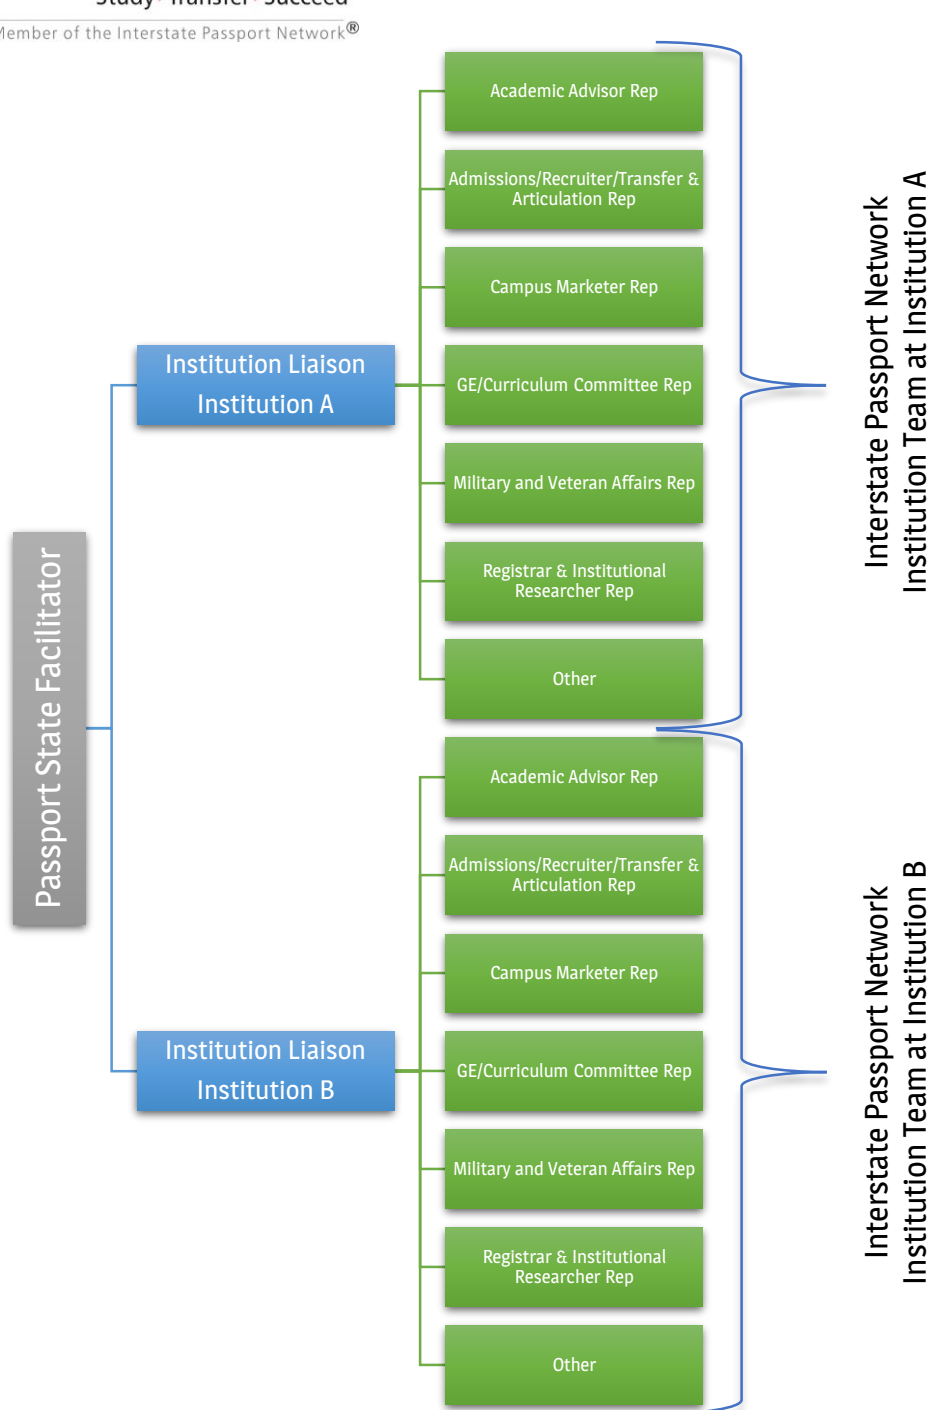 Study·Transfer·Succeed
Member of the Interstate Passport Network®
Passport State Facilitator
Institution Liaison
Institution A
Academic Advisor Rep
Admissions/Recruiter/Transfer &
Articulation Rep
Campus Marketer Rep
GE/Curriculum Committee Rep
Military and Veteran Affairs Rep
Registrar & Institutional
Researcher Rep
Other
Interstate Passport Network
Institution Team at Institution A
Institution Liaison
Institution B
Academic Advisor Rep
Admissions/Recruiter/Transfer &
Articulation Rep
Campus Marketer Rep
GE/Curriculum Committee Rep
Military and Veteran Affairs Rep
Registrar & Institutional
Researcher Rep
Other
Interstate Passport Network
Institution Team at Institution B